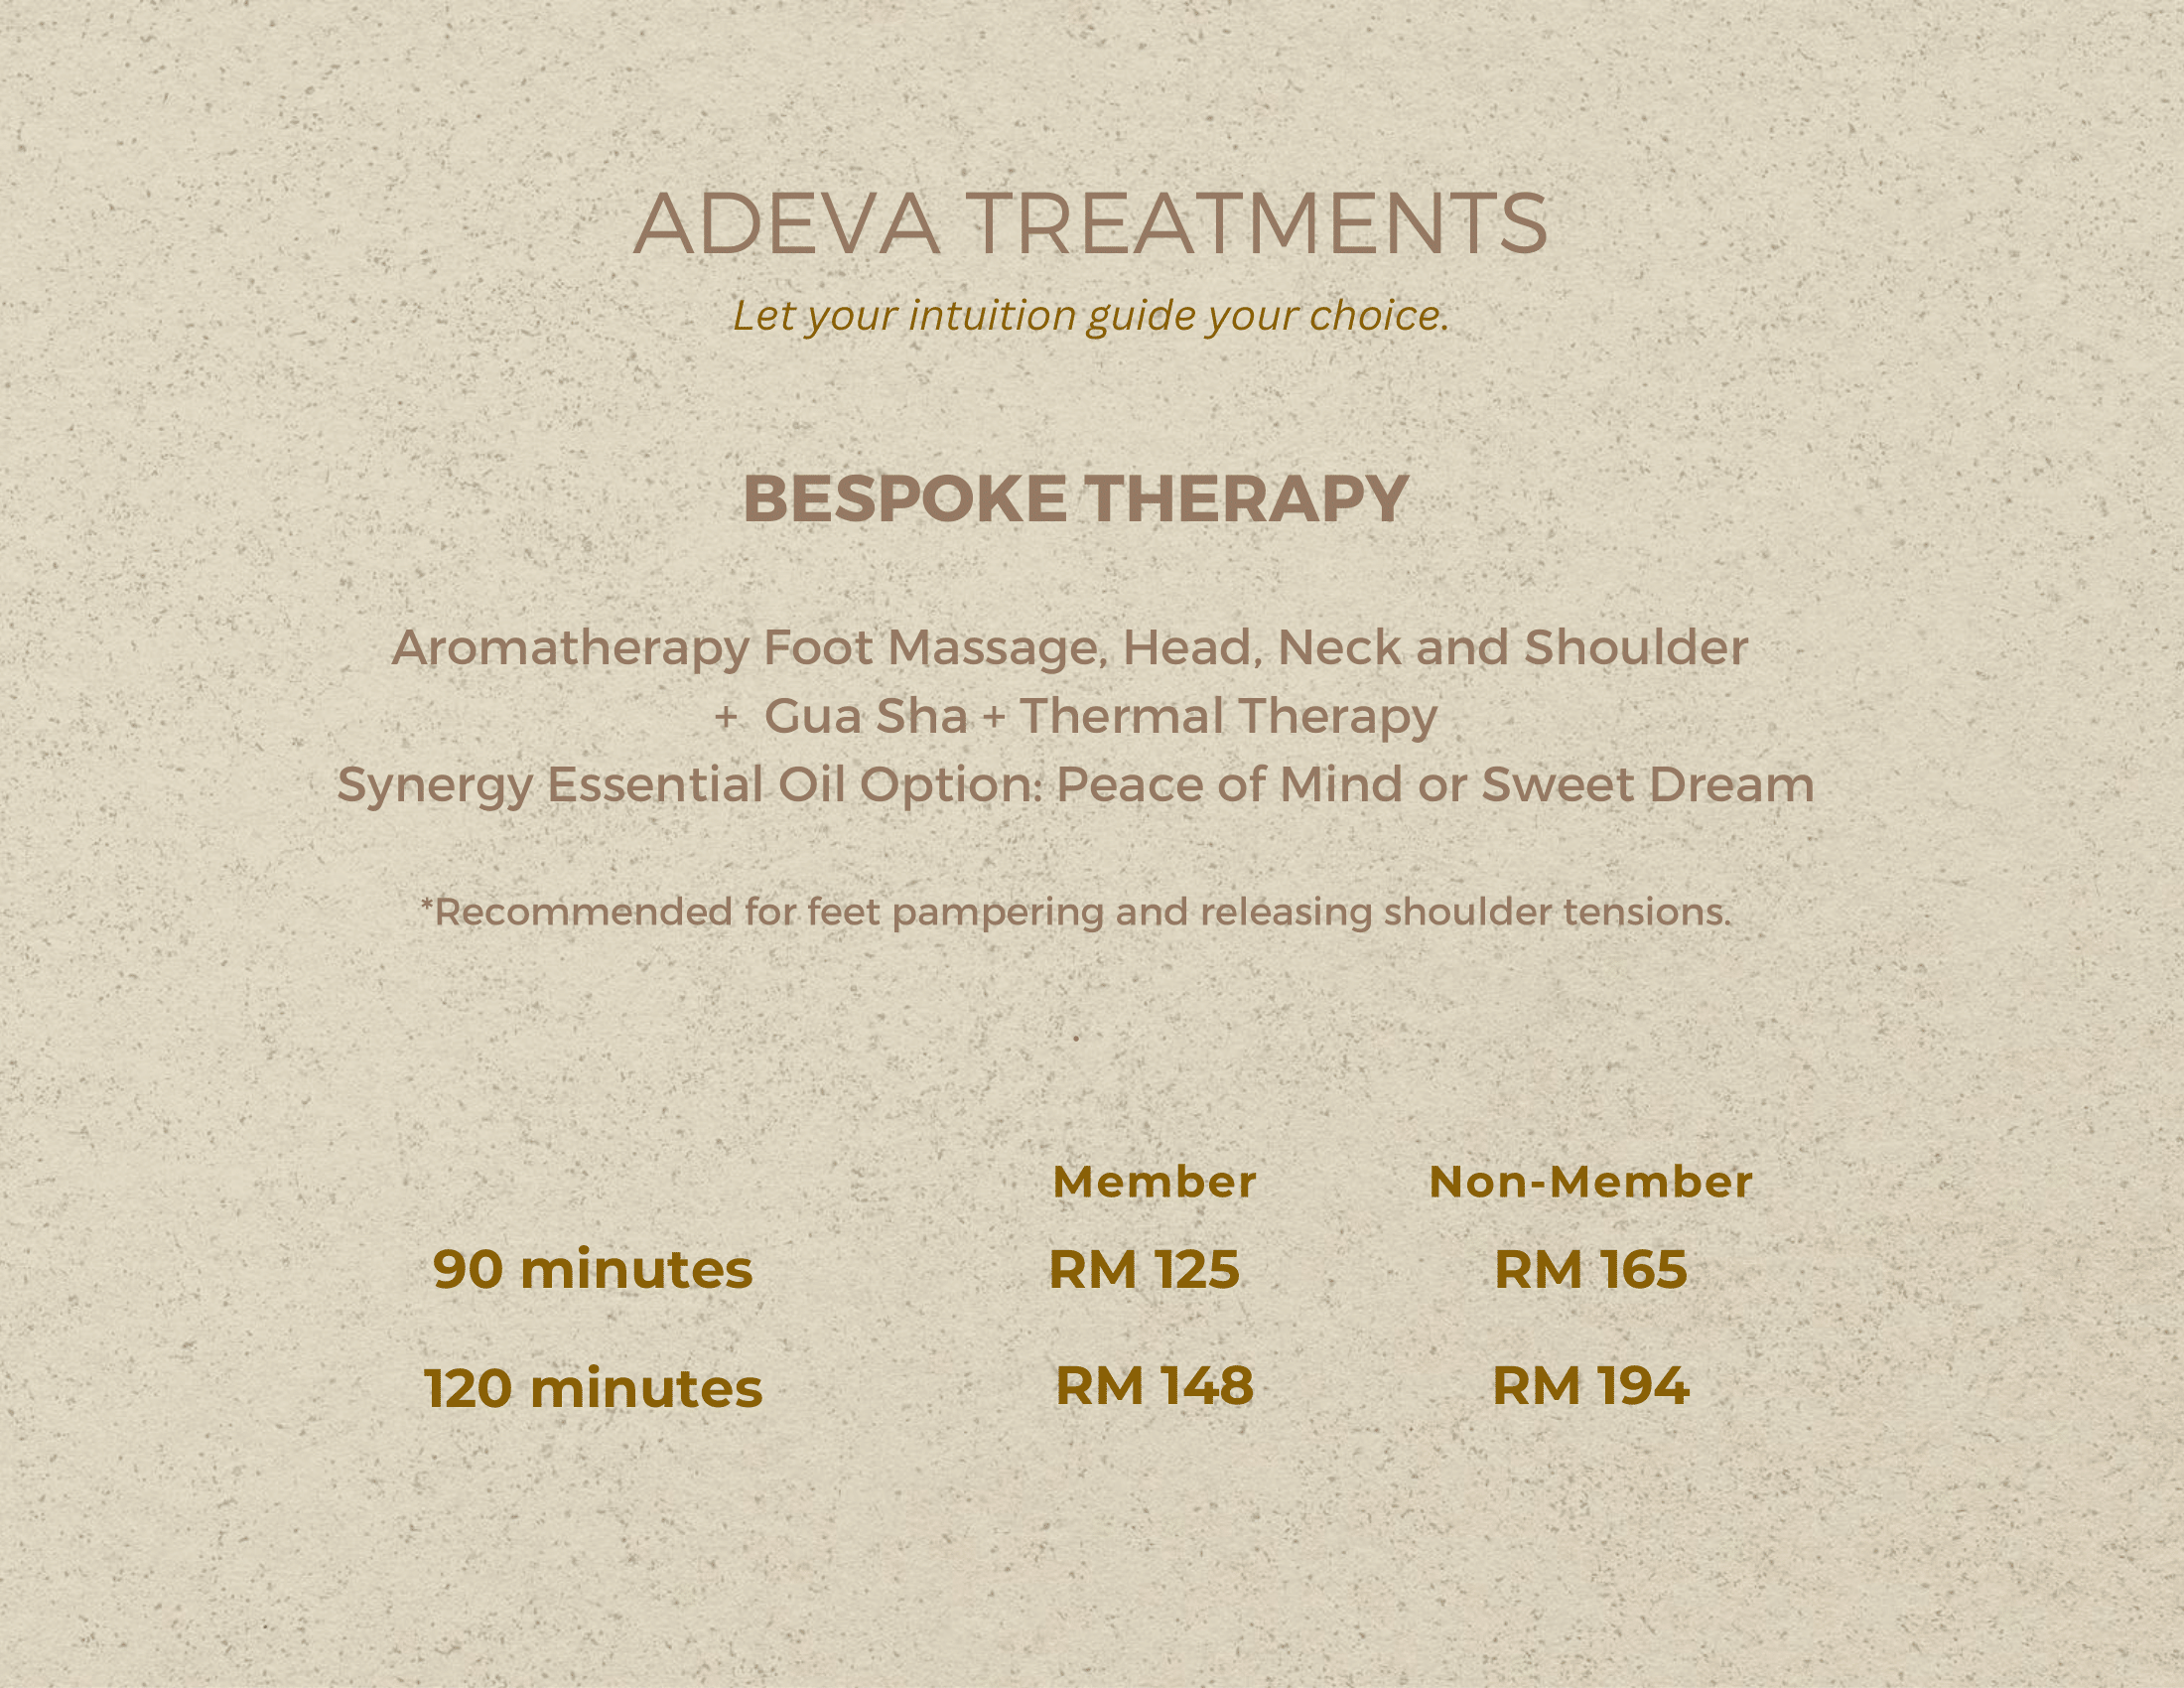 ADEVA TREATMENTS
Let your intuition guide your choice.
BESPOKE THERAPY
Aromatherapy Foot Massage, Head, Neck and Shoulder
+ Gua Sha + Thermal Therapy
Synergy Essential Oil Option: Peace of Mind or Sweet Dream
*Recommended for feet pampering and releasing shoulder tensions.
.
Member Non-Member
90 minutes RM 125 RM 165
120 minutes RM 148 RM 194